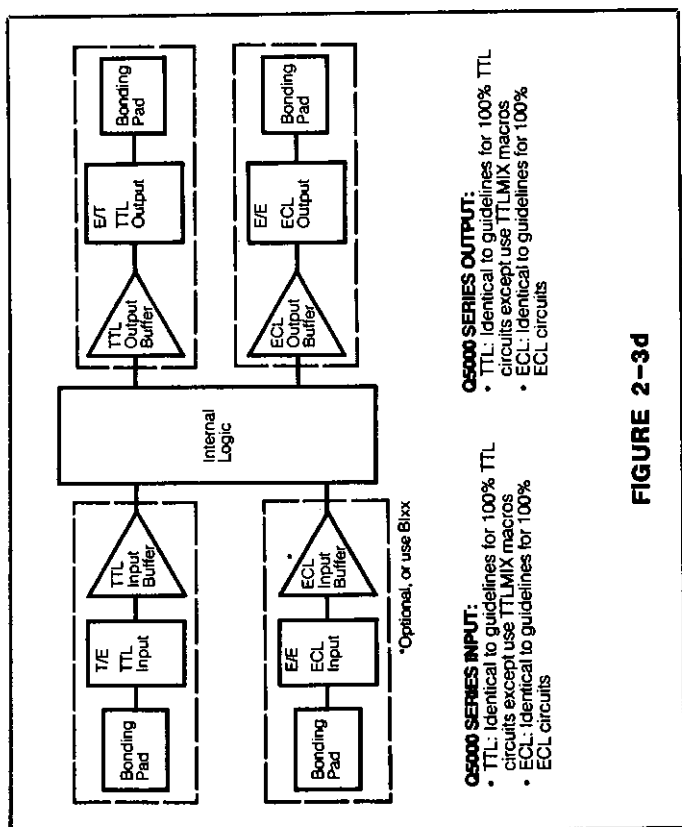 Bonding
Pad
T/E
TTL
Input
TTL
Input
Buffer
Internal
Logic
TTL
Output
Buffer
E/T
TTL
Output
Bonding
Pad
Bonding
Pad
E/E
ECL
Input
*
ECL
Input
Buffer
ECL
Output
Buffer
E/E
ECL
Output
Bonding
Pad
*Optional, or use BIxx
Q5000 SERIES INPUT:
• TTL: Identical to guidelines for 100% TTL
circuits except use TTLMIX macros
• ECL: Identical to guidelines for 100%
ECL circuits
Q5000 SERIES OUTPUT:
• TTL: Identical to guidelines for 100% TTL
circuits except use TTLMIX macros
• ECL: Identical to guidelines for 100%
ECL circuits
FIGURE 2-3d